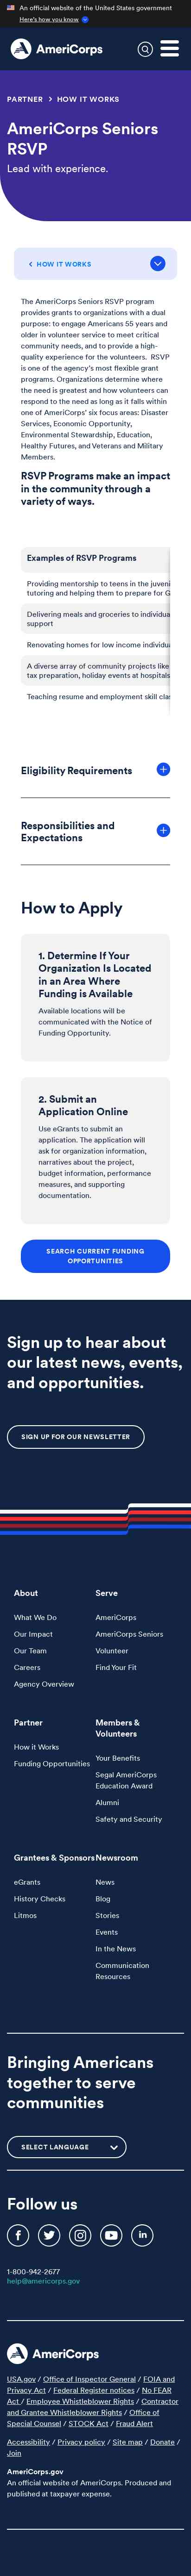 An official website of the United States government
Here's how you know
AmeriCorps
PARTNER > HOW IT WORKS
AmeriCorps Seniors
RSVP
Lead with experience.
< HOW IT WORKS
The AmeriCorps Seniors RSVP program
provides grants to organizations with a dual
purpose: to engage Americans 55 years and
older in volunteer service to meet critical
community needs, and to provide a high-
quality experience for the volunteers.  RSVP
is one of the agency's most flexible grant
programs. Organizations determine where
the need is greatest and how volunteers can
respond to the need as long as it falls within
one of AmeriCorps' six focus areas: Disaster
Services, Economic Opportunity,
Environmental Stewardship, Education,
Healthy Futures, and Veterans and Military
Members.
RSVP Programs make an impact
in the community through a
variety of ways.
Examples of RSVP Programs
Providing mentorship to teens in the juveni
tutoring and helping them to prepare for G
Delivering meals and groceries to individua
support
Renovating homes for low income individua
A diverse array of community projects like
tax preparation, holiday events at hospitals
Teaching resume and employment skill clas
Eligibility Requirements
Responsibilities and
Expectations
How to Apply
1. Determine If Your
Organization Is Located
in an Area Where
Funding is Available
Available locations will be
communicated with the Notice of
Funding Opportunity.
2. Submit an
Application Online
Use eGrants to submit an
application. The application will
ask for organization information,
narratives about the project,
budget information, performance
measures, and supporting
documentation.
SEARCH CURRENT FUNDING
OPPORTUNITIES
Sign up to hear about
our latest news, events,
and opportunities.
SIGN UP FOR OUR NEWSLETTER
About
What We Do
Our Impact
Our Team
Careers
Agency Overview
Serve
AmeriCorps
AmeriCorps Seniors
Volunteer
Find Your Fit
Partner
How it Works
Funding Opportunities
Members &
Volunteers
Your Benefits
Segal AmeriCorps
Education Award
Alumni
Safety and Security
Grantees & Sponsors
eGrants
History Checks
Litmos
Newsroom
News
Blog
Stories
Events
In the News
Communication
Resources
Bringing Americans
together to serve
communities
SELECT LANGUAGE
Follow us
1-800-942-2677
help@americorps.gov
AmeriCorps
USA.gov / Office of Inspector General / FOIA and
Privacy Act / Federal Register notices / No FEAR
Act / Employee Whistleblower Rights / Contractor
and Grantee Whistleblower Rights / Office of
Special Counsel / STOCK Act / Fraud Alert
Accessibility / Privacy policy / Site map / Donate /
Join
AmeriCorps.gov
An official website of AmeriCorps. Produced and
published at taxpayer expense.